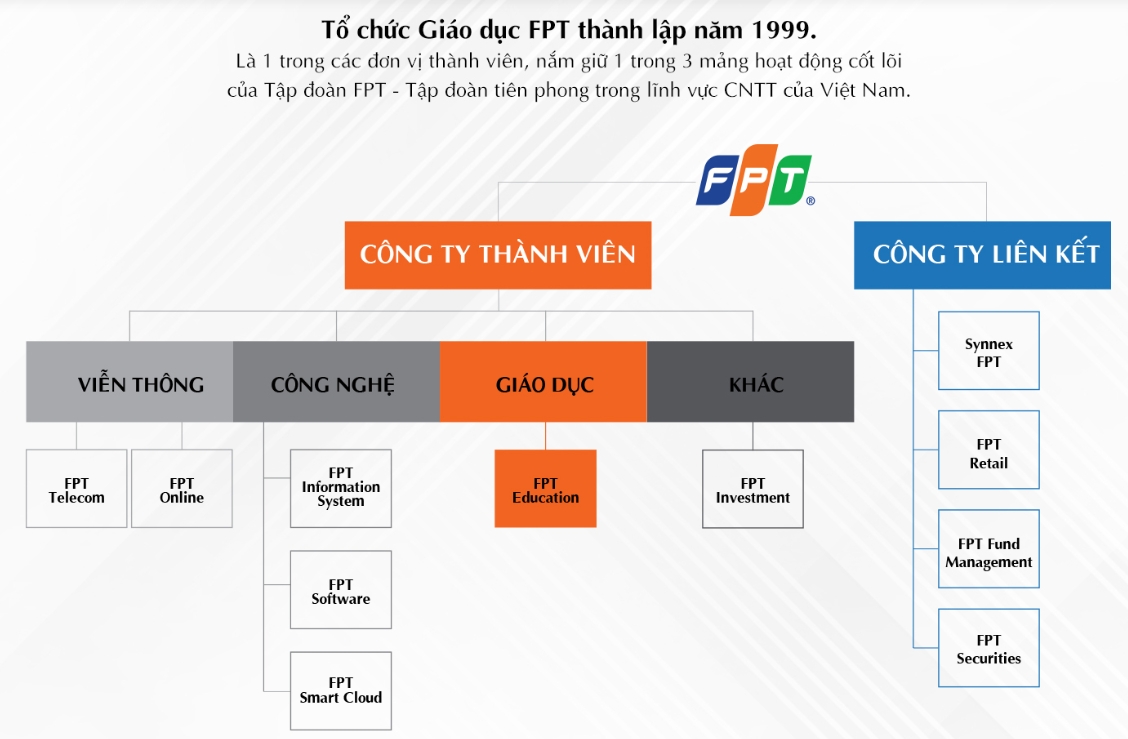 Tổ chức Giáo dục FPT thành lập năm 1999.
Là 1 trong các đơn vị thành viên, nắm giữ 1 trong 3 mảng hoạt động cốt lõi
của Tập đoàn FPT - Tập đoàn tiên phong trong lĩnh vực CNTT của Việt Nam.
FPT®
CÔNG TY THÀNH VIÊN
CÔNG TY LIÊN KẾT
VIỄN THÔNG
CÔNG NGHỆ
GIÁO DỤC
KHÁC
FPT
Telecom
FPT
Online
FPT
Information
System
FPT
Software
FPT
Smart Cloud
FPT
Education
FPT
Investment
Synnex
FPT
FPT
Retail
FPT Fund
Management
FPT
Securities